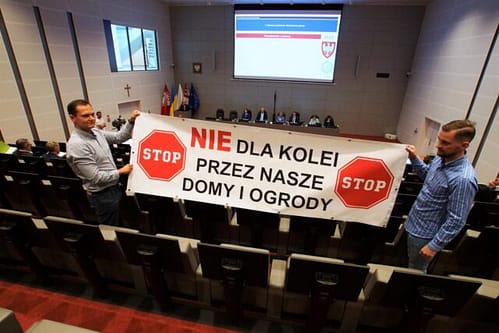 STOP
NIE DLA KOLEI
PRZEZ NASZE
DOMY I OGRODY
STOP